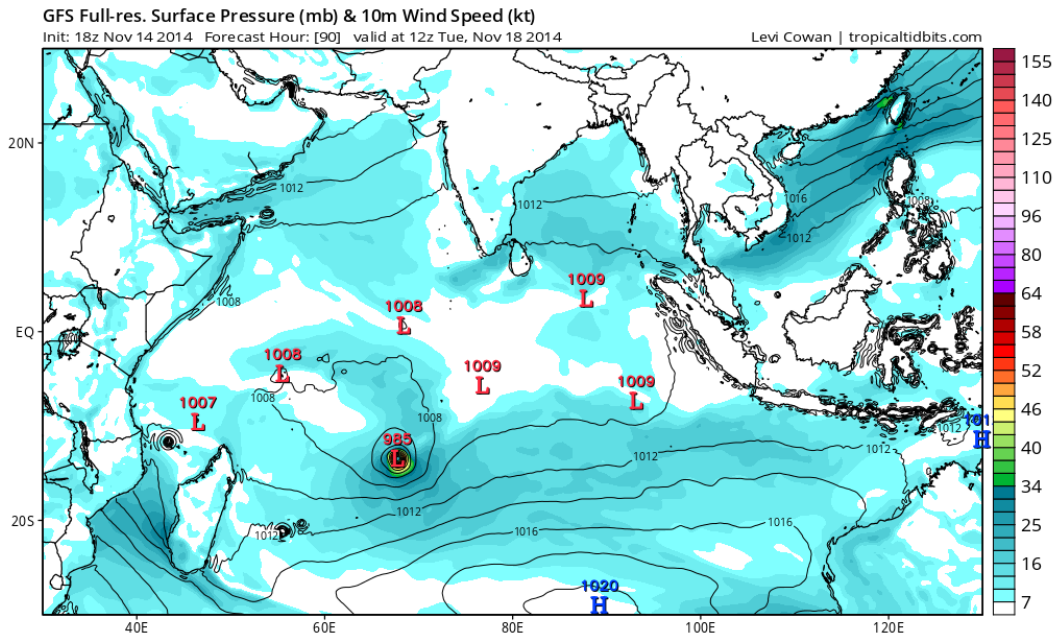 GFS Full-res. Surface Pressure (mb) & 10m Wind Speed (kt)
Init: 18z Nov 14 2014 Forecast Hour: [90] valid at 12z Tue, Nov 18 2014 Levi Cowan | tropicaltidbits.com
155
140
125
110
96
80
64
58
52
46
40
34
25
16
7
20N
EQ
20S
40E
60E
80E
100E
120E
1012
1012
1016
1012
1008
1008
1009
L
1008
L
1008
L
1008
1009
L
1009
L
1008
1007
L
985
L
1012
1012
101
H
1012
1012
1016
1016
1020
H